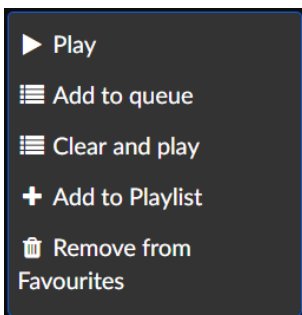 Play
Add to queue
Clear and play
Add to Playlist
Remove from
Favourites